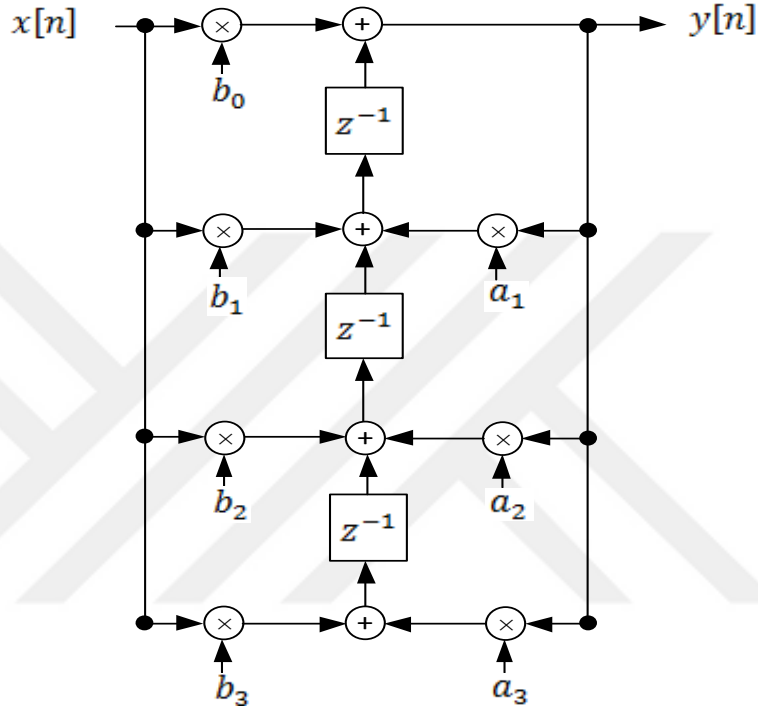 x[n] × + y[n]
b₀
z⁻¹
× + ×
b₁ a₁
z⁻¹
× + ×
b₂ a₂
z⁻¹
× + ×
b₃ a₃